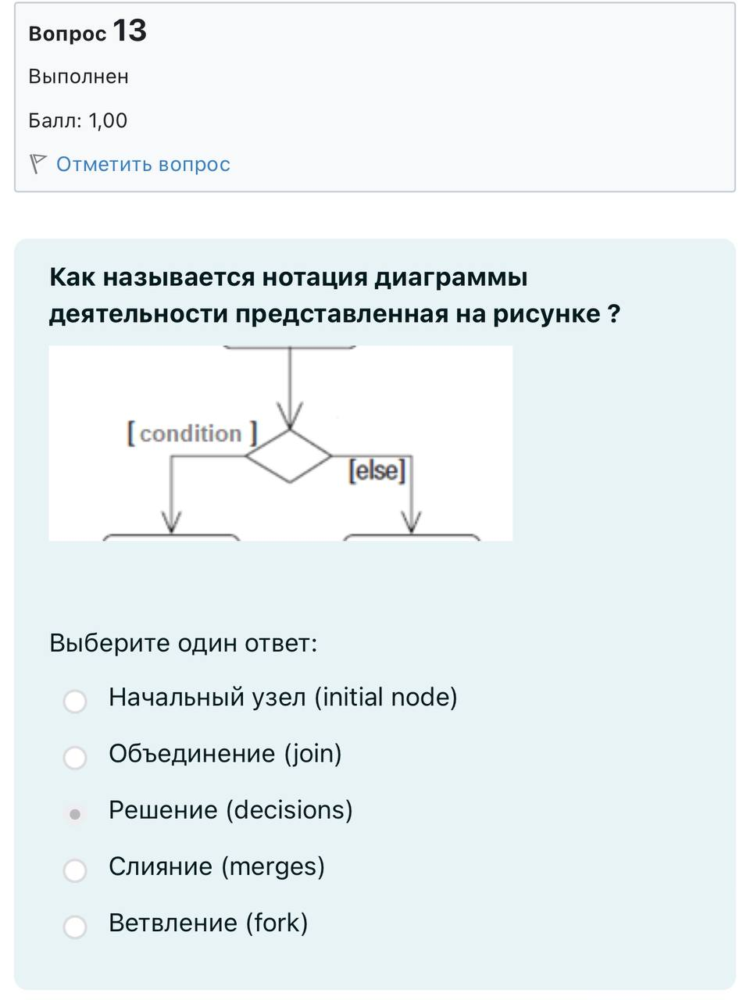 Вопрос 13
Выполнен
Балл: 1,00
Отметить вопрос
Как называется нотация диаграммы
деятельности представленная на рисунке ?
[ condition ]
[else]
Выберите один ответ:
Начальный узел (initial node)
Объединение (join)
Решение (decisions)
Слияние (merges)
Ветвление (fork)